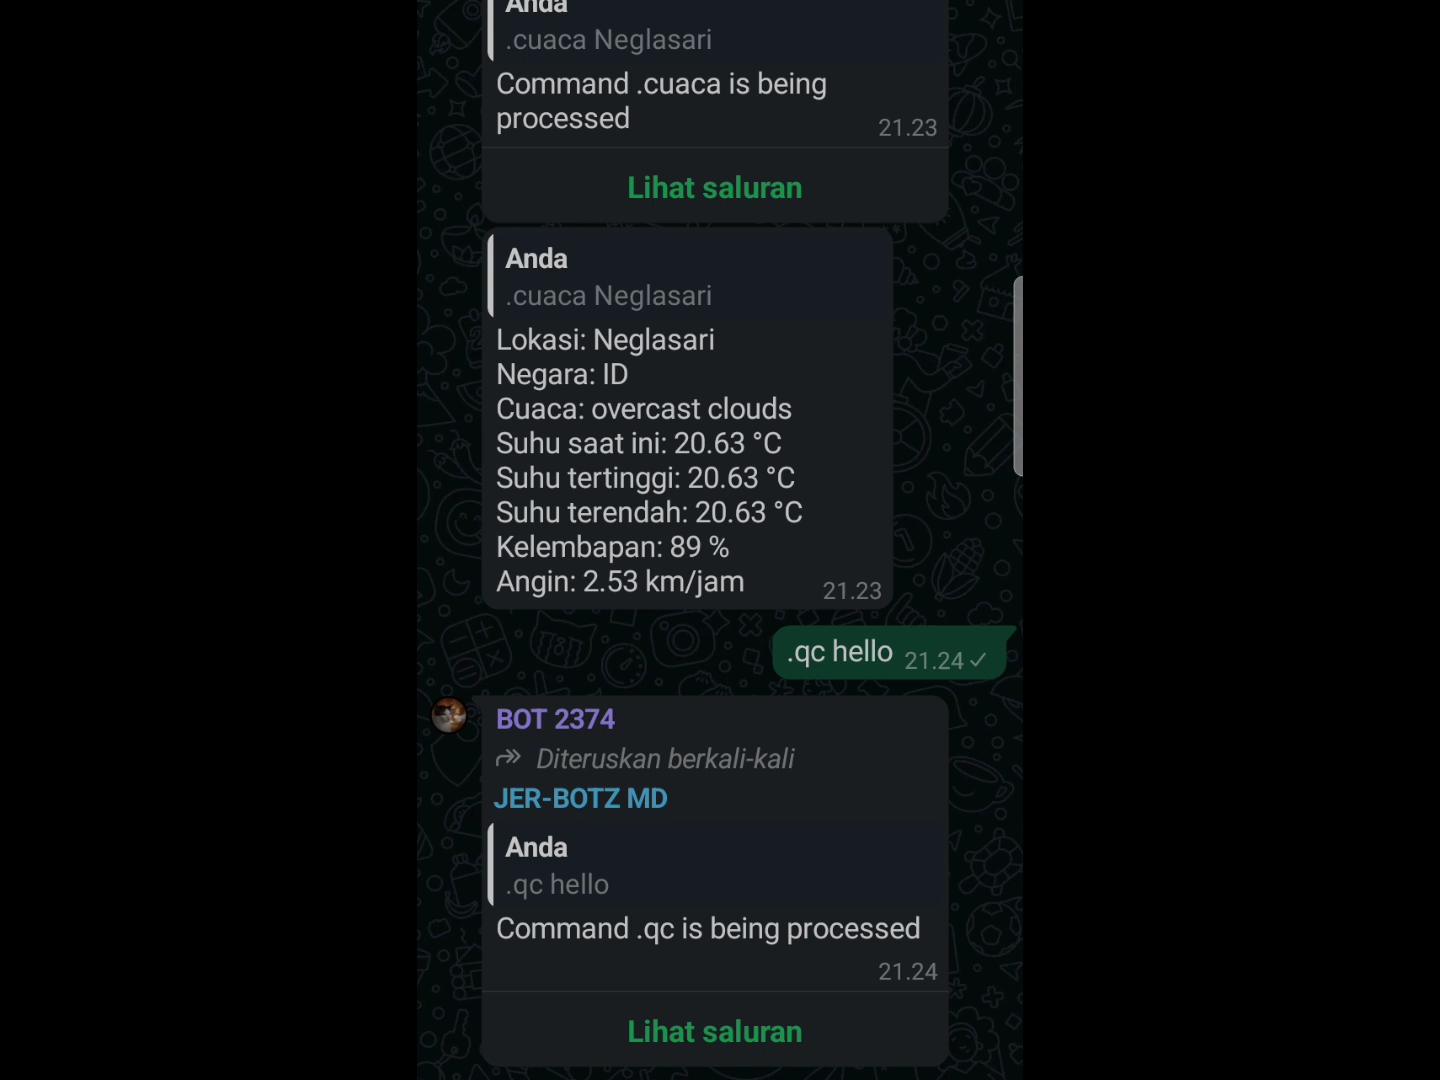 Anda
.cuaca Neglasari
Command .cuaca is being
processed
21.23
Lihat saluran
Anda
.cuaca Neglasari
Lokasi: Neglasari
Negara: ID
Cuaca: overcast clouds
Suhu saat ini: 20.63 °C
Suhu tertinggi: 20.63 °C
Suhu terendah: 20.63 °C
Kelembapan: 89 %
Angin: 2.53 km/jam
21.23
.qc hello 21.24
BOT 2374
Diteruskan berkali-kali
JER-BOTZ MD
Anda
.qc hello
Command .qc is being processed
21.24
Lihat saluran